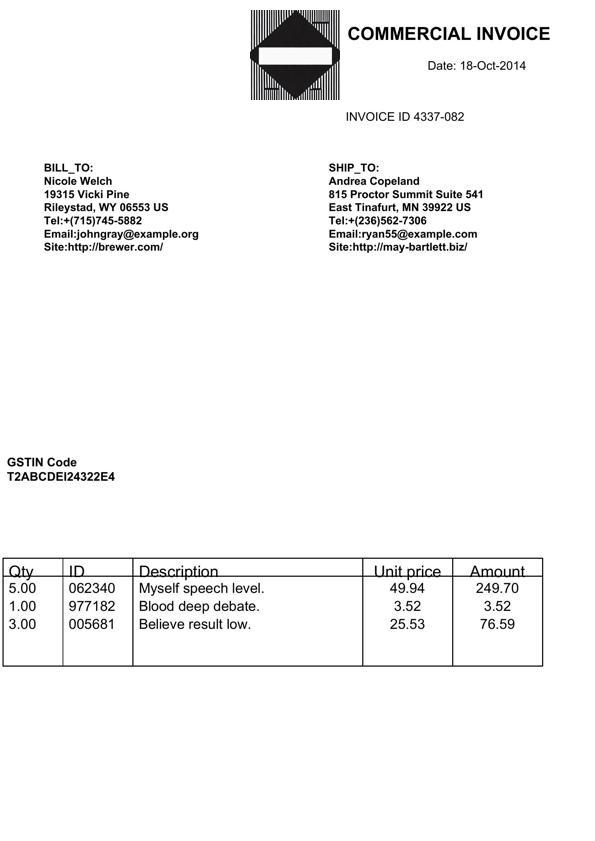 COMMERCIAL INVOICE
Date: 18-Oct-2014
INVOICE ID 4337-082
BILL_TO:
Nicole Welch
19315 Vicki Pine
Rileystad, WY 06553 US
Tel:+(715)745-5882
Email:johngray@example.org
Site:http://brewer.com/
SHIP_TO:
Andrea Copeland
815 Proctor Summit Suite 541
East Tinafurt, MN 39922 US
Tel:+(236)562-7306
Email:ryan55@example.com
Site:http://may-bartlett.biz/
GSTIN Code
T2ABCDEI24322E4
Qty ID Description Unit price Amount
5.00 062340 Myself speech level. 49.94 249.70
1.00 977182 Blood deep debate. 3.52 3.52
3.00 005681 Believe result low. 25.53 76.59